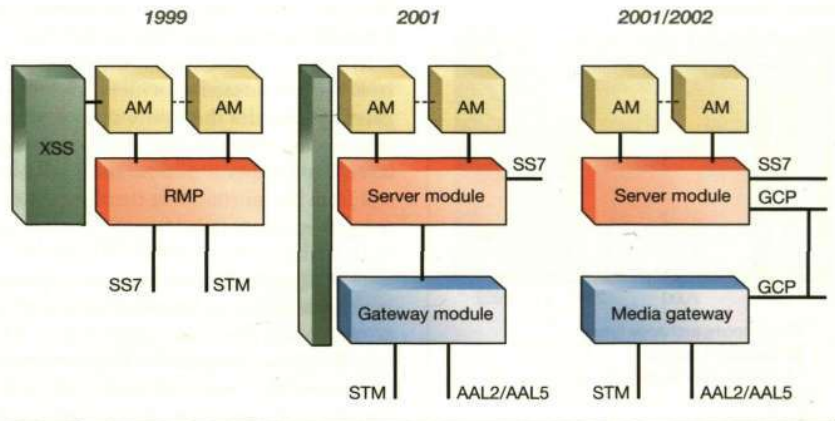 1999
2001
2001/2002
XSS
AM
AM
RMP
SS7
STM
AM
AM
SS7
Server module
Gateway module
STM
AAL2/AAL5
AM
AM
SS7
Server module
GCP
GCP
Media gateway
STM
AAL2/AAL5